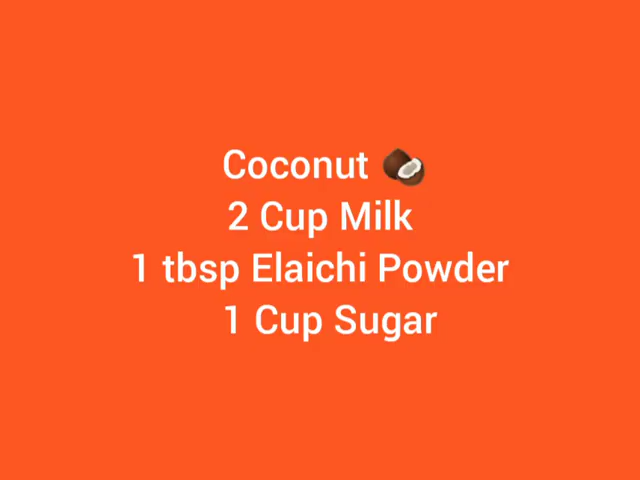 Coconut 🥥
2 Cup Milk
1 tbsp Elaichi Powder
1 Cup Sugar